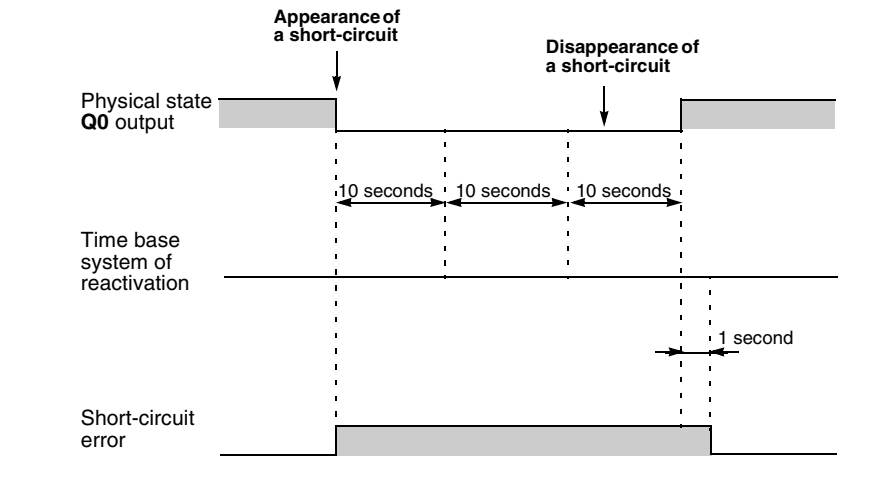 Appearance of
a short-circuit
Disappearance of
a short-circuit
Physical state
Q0 output
10 seconds
10 seconds
10 seconds
Time base
system of
reactivation
1 second
Short-circuit
error